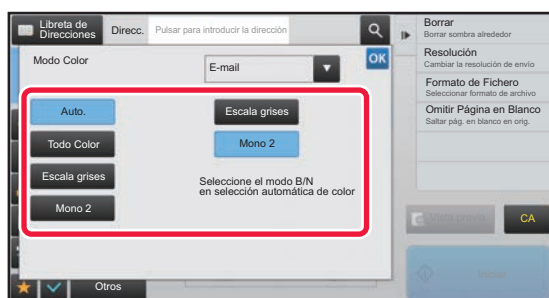 Libreta de
Direcciones
Direcc.
Pulsar para introducir la dirección
Modo Color
E-mail
OK
Auto.
Todo Color
Escala grises
Mono 2
Escala grises
Mono 2
Seleccione el modo B/N
en selección automática de color
Otros
Borrar
Borrar sombra alrededor
Resolución
Cambiar la resolución de envío
Formato de Fichero
Seleccionar formato de archivo
Omitir Página en Blanco
Saltar pág. en blanco en orig.
Vista previa
CA